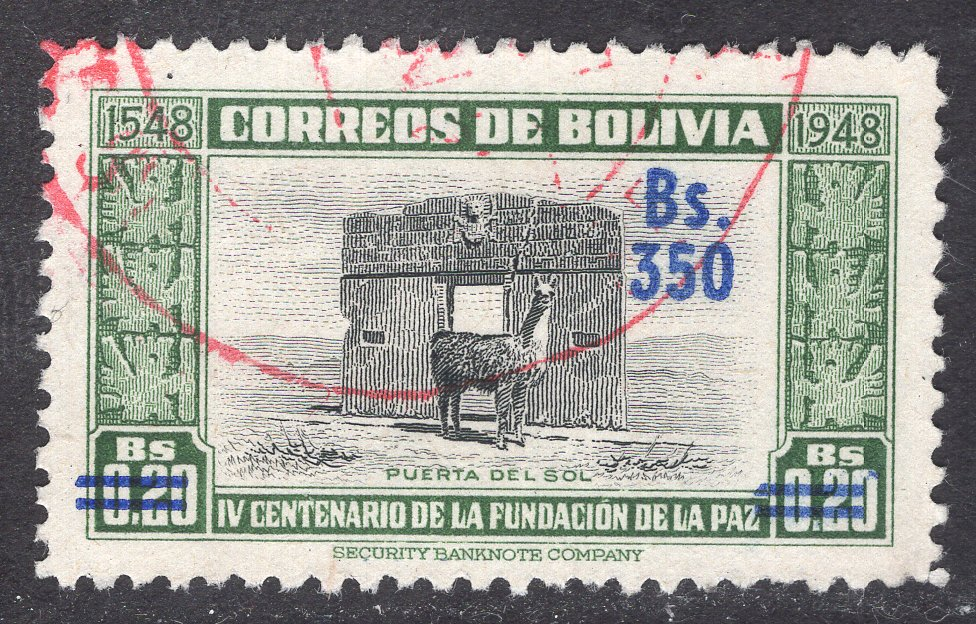 1548 CORREOS DE BOLIVIA 1948
Bs.
350
PUERTA DEL SOL
BS
0.20
IV CENTENARIO DE LA FUNDACIÓN DE LA PAZ
BS
0.20
SECURITY BANKNOTE COMPANY